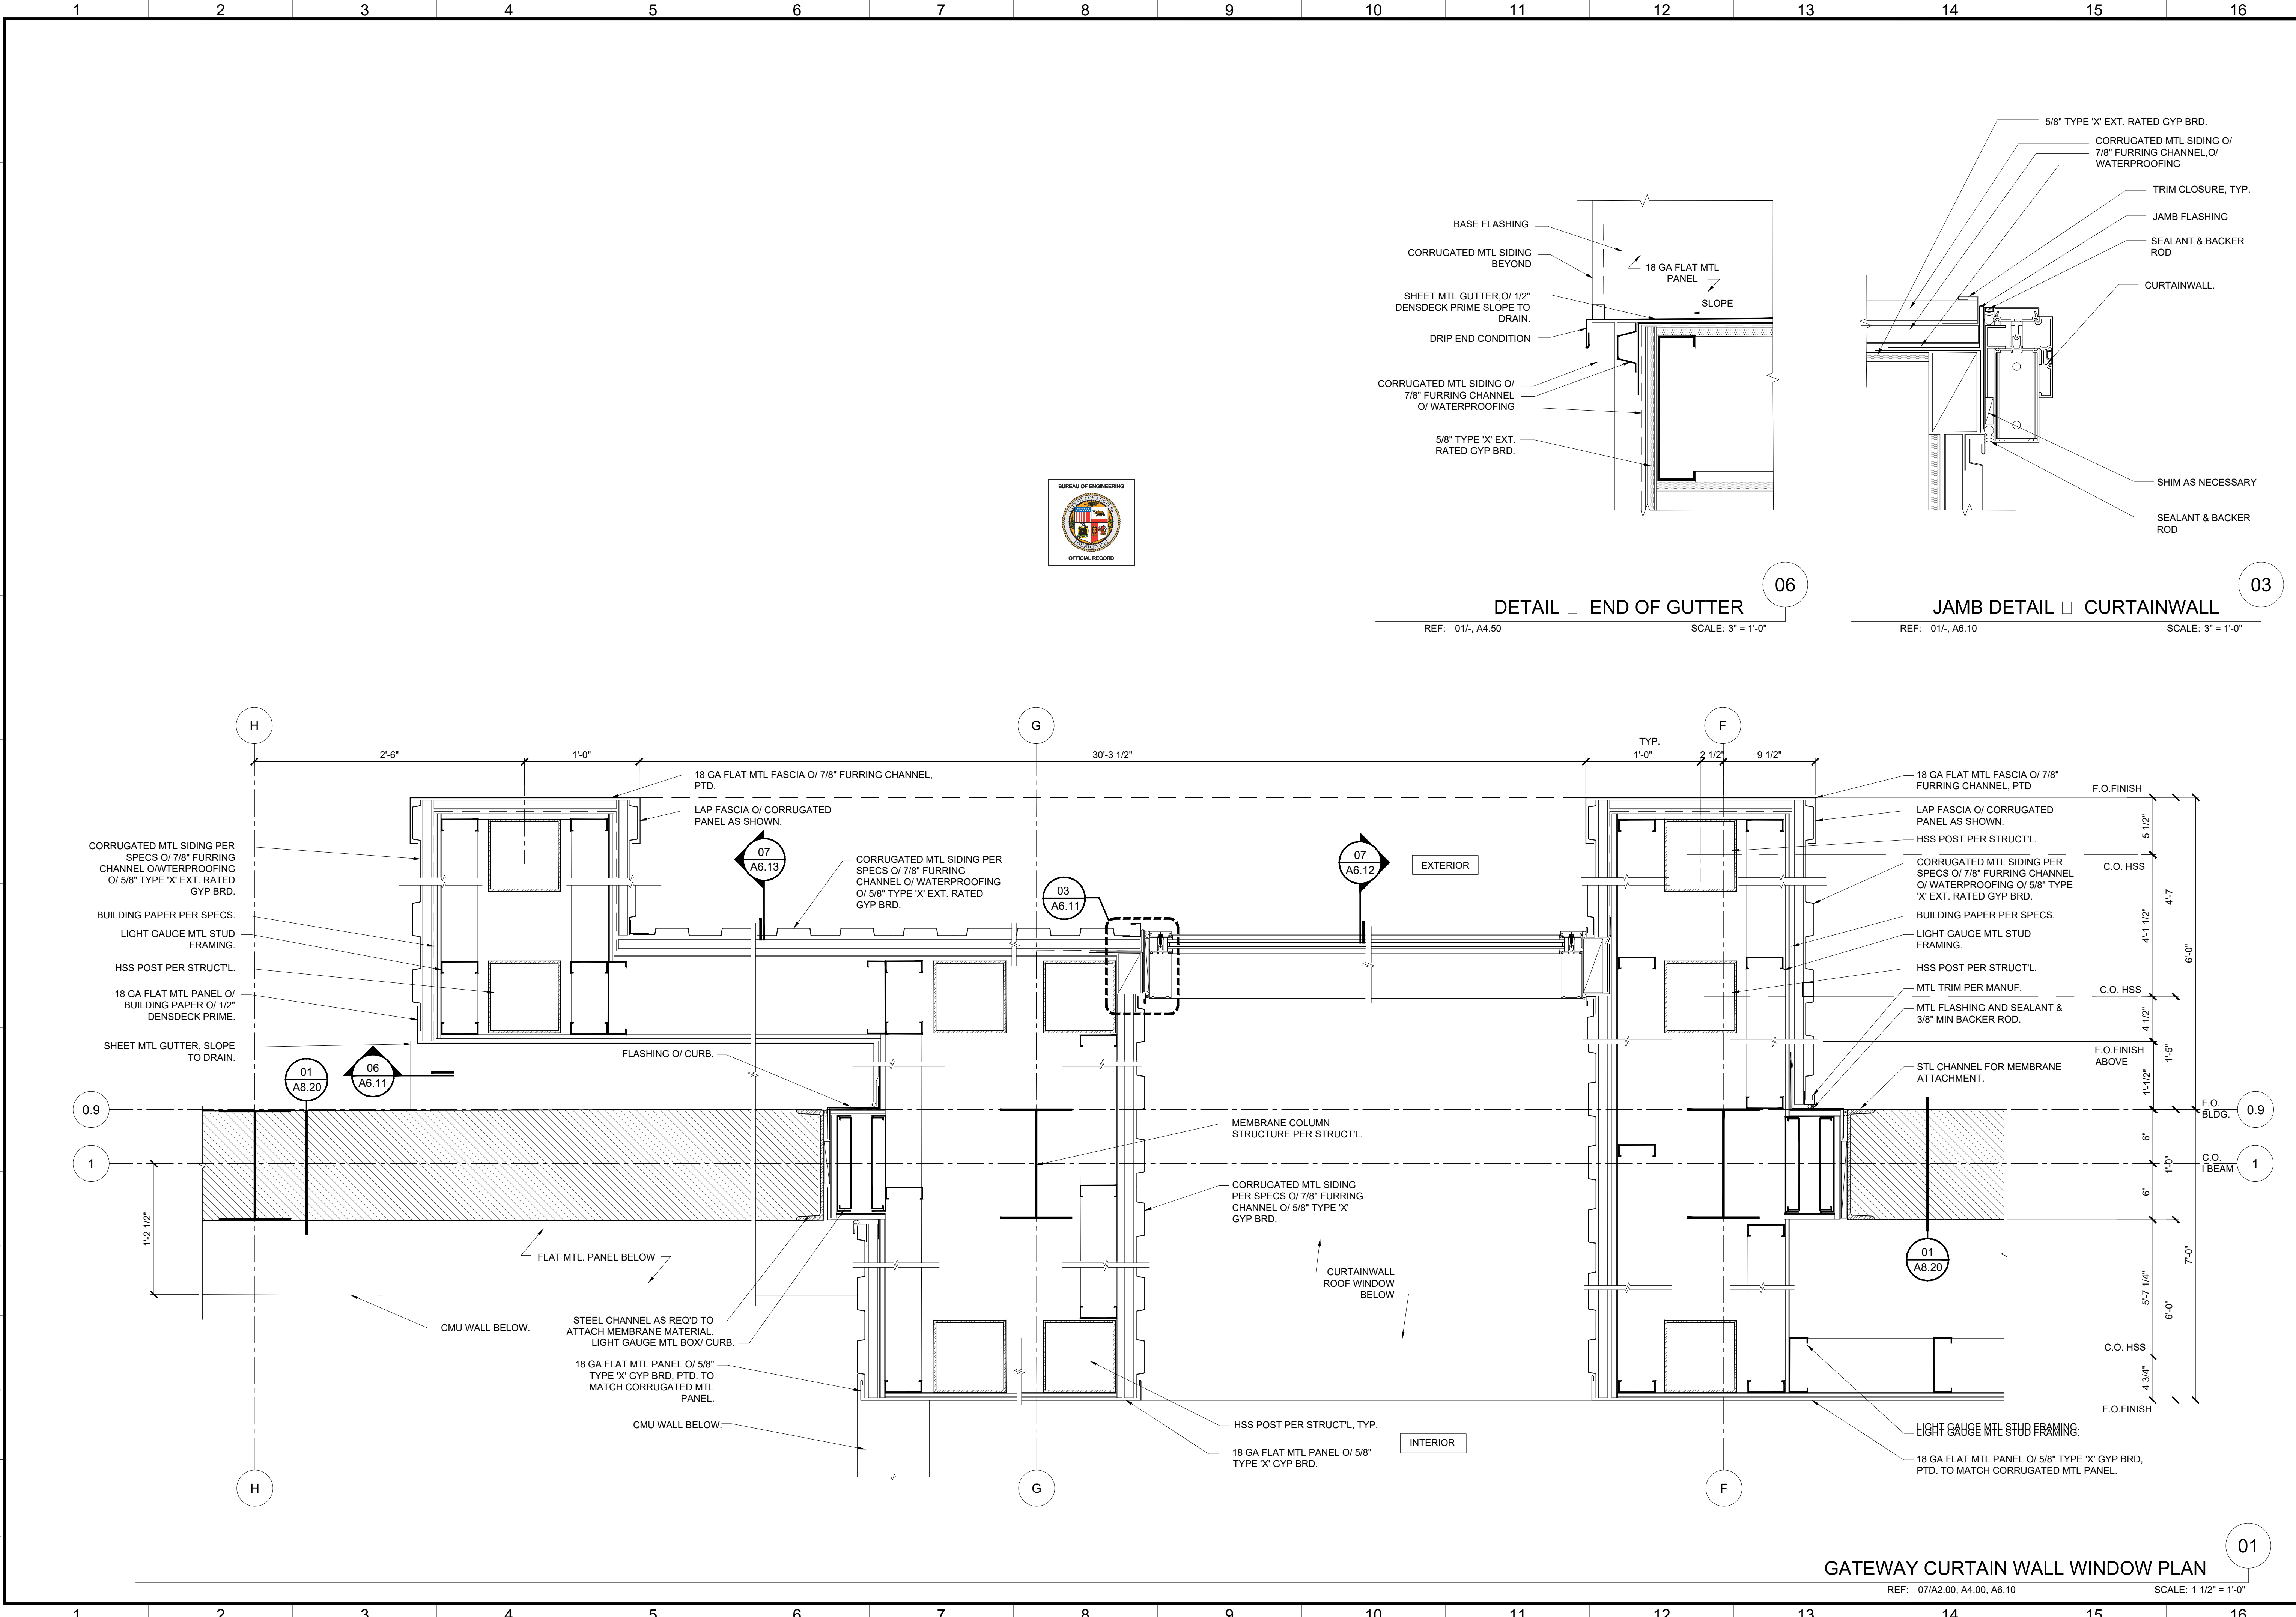 1 2 3 4 5 6 7 8 9 10 11 12 13 14 15 16
BASE FLASHING
CORRUGATED MTL SIDING
BEYOND
18 GA FLAT MTL
PANEL
SHEET MTL GUTTER,O/ 1/2"
DENSDECK PRIME SLOPE TO
DRAIN.
SLOPE
DRIP END CONDITION
CORRUGATED MTL SIDING O/
7/8" FURRING CHANNEL
O/ WATERPROOFING
5/8" TYPE 'X' EXT.
RATED GYP BRD.
06
DETAIL □ END OF GUTTER
REF: 01/-, A4.50
SCALE: 3" = 1'-0"
5/8" TYPE 'X' EXT. RATED GYP BRD.
CORRUGATED MTL SIDING O/
7/8" FURRING CHANNEL,O/
WATERPROOFING
TRIM CLOSURE, TYP.
JAMB FLASHING
SEALANT & BACKER
ROD
CURTAINWALL.
SHIM AS NECESSARY
SEALANT & BACKER
ROD
03
JAMB DETAIL □ CURTAINWALL
REF: 01/-, A6.10
SCALE: 3" = 1'-0"
BUREAU OF ENGINEERING
CITY OF LOS ANGELES
FOUNDED 1781
OFFICIAL RECORD
H
G
F
2'-6"
1'-0"
30'-3 1/2"
TYP.
1'-0"
2 1/2"
9 1/2"
18 GA FLAT MTL FASCIA O/ 7/8" FURRING CHANNEL,
PTD.
LAP FASCIA O/ CORRUGATED
PANEL AS SHOWN.
07
A6.13
CORRUGATED MTL SIDING PER
SPECS O/ 7/8" FURRING
CHANNEL O/ WATERPROOFING
O/ 5/8" TYPE 'X' EXT. RATED
GYP BRD.
03
A6.11
07
A6.12
EXTERIOR
CORRUGATED MTL SIDING PER
SPECS O/ 7/8" FURRING
CHANNEL O/WTERPROOFING
O/ 5/8" TYPE 'X' EXT. RATED
GYP BRD.
BUILDING PAPER PER SPECS.
LIGHT GAUGE MTL STUD
FRAMING.
HSS POST PER STRUCT'L.
18 GA FLAT MTL PANEL O/
BUILDING PAPER O/ 1/2"
DENSDECK PRIME.
SHEET MTL GUTTER, SLOPE
TO DRAIN.
01
A8.20
06
A6.11
FLASHING O/ CURB.
0.9
1
1'-2 1/2"
FLAT MTL. PANEL BELOW
CMU WALL BELOW.
STEEL CHANNEL AS REQ'D TO
ATTACH MEMBRANE MATERIAL.
LIGHT GAUGE MTL BOX/ CURB.
18 GA FLAT MTL PANEL O/ 5/8"
TYPE 'X' GYP BRD, PTD. TO
MATCH CORRUGATED MTL
PANEL.
CMU WALL BELOW.
MEMBRANE COLUMN
STRUCTURE PER STRUCT'L.
CORRUGATED MTL SIDING
PER SPECS O/ 7/8" FURRING
CHANNEL O/ 5/8" TYPE 'X'
GYP BRD.
CURTAINWALL
ROOF WINDOW
BELOW
HSS POST PER STRUCT'L, TYP.
18 GA FLAT MTL PANEL O/ 5/8"
TYPE 'X' GYP BRD.
INTERIOR
18 GA FLAT MTL FASCIA O/ 7/8"
FURRING CHANNEL, PTD
LAP FASCIA O/ CORRUGATED
PANEL AS SHOWN.
HSS POST PER STRUCT'L.
CORRUGATED MTL SIDING PER
SPECS O/ 7/8" FURRING CHANNEL
O/ WATERPROOFING O/ 5/8" TYPE
'X' EXT. RATED GYP BRD.
BUILDING PAPER PER SPECS.
LIGHT GAUGE MTL STUD
FRAMING.
HSS POST PER STRUCT'L.
MTL TRIM PER MANUF.
MTL FLASHING AND SEALANT &
3/8" MIN BACKER ROD.
STL CHANNEL FOR MEMBRANE
ATTACHMENT.
01
A8.20
LIGHT GAUGE MTL STUD FRAMING.
LIGHT GAUGE MTL STUD FRAMING.
18 GA FLAT MTL PANEL O/ 5/8" TYPE 'X' GYP BRD,
PTD. TO MATCH CORRUGATED MTL PANEL.
F.O.FINISH
C.O. HSS
C.O. HSS
F.O.FINISH
ABOVE
F.O.
BLDG.
0.9
C.O.
I BEAM
1
C.O. HSS
F.O.FINISH
5 1/2"
4'-1 1/2"
4 1/2"
1'-1/2"
6"
6"
5'-7 1/4"
4 3/4"
4'-7
1'-5"
1'-0"
6'-0"
6'-0"
7'-0"
H
G
F
01
GATEWAY CURTAIN WALL WINDOW PLAN
REF: 07/A2.00, A4.00, A6.10
SCALE: 1 1/2" = 1'-0"
1 2 3 4 5 6 7 8 9 10 11 12 13 14 15 16